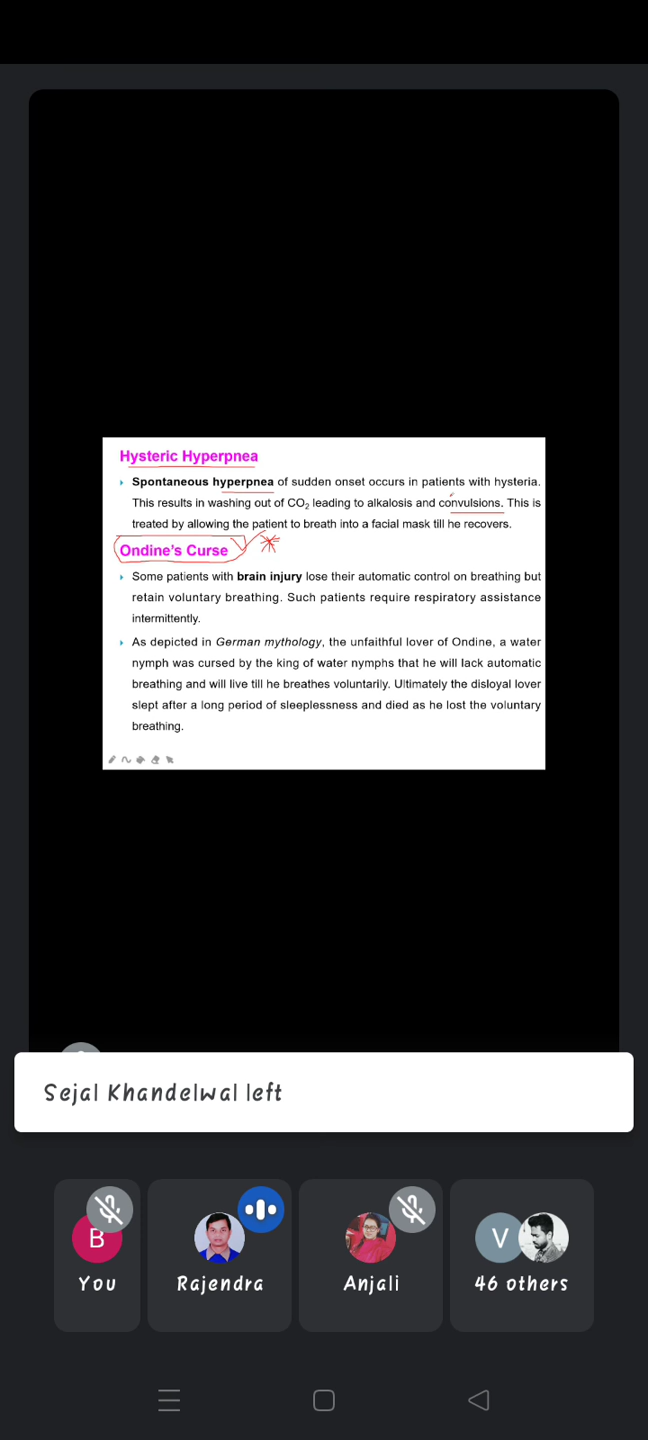 Hysteric Hyperpnea
Spontaneous hyperpnea of sudden onset occurs in patients with hysteria.
This results in washing out of CO₂ leading to alkalosis and convulsions. This is
treated by allowing the patient to breath into a facial mask till he recovers.
Ondine's Curse
Some patients with brain injury lose their automatic control on breathing but
retain voluntary breathing. Such patients require respiratory assistance
intermittently.
As depicted in German mythology, the unfaithful lover of Ondine, a water
nymph was cursed by the king of water nymphs that he will lack automatic
breathing and will live till he breathes voluntarily. Ultimately the disloyal lover
slept after a long period of sleeplessness and died as he lost the voluntary
breathing.
Sejal Khandelwal left
B
V
You
Rajendra
Anjali
46 others